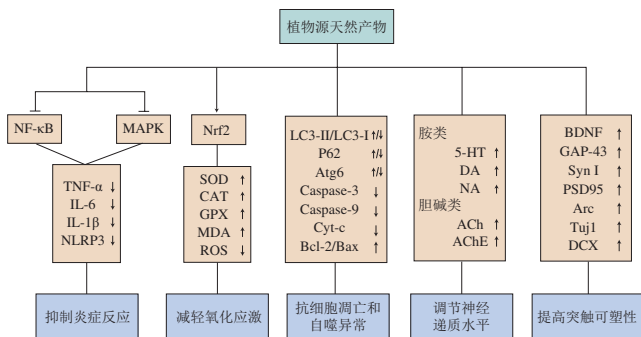 植物源天然产物
NF-κB
MAPK
TNF-α ↓
IL-6 ↓
IL-1β ↓
NLRP3 ↓
抑制炎症反应
Nrf2
SOD ↑
CAT ↑
GPX ↑
MDA ↑
ROS ↓
减轻氧化应激
LC3-II/LC3-I ↑/↓
P62 ↑/↓
Atg6 ↑/↓
Caspase-3 ↓
Caspase-9 ↓
Cyt-c ↓
Bcl-2/Bax ↑
抗细胞凋亡和
自噬异常
胺类
5-HT ↑
DA ↑
NA ↑
胆碱类
ACh ↑
AChE ↑
调节神经
递质水平
BDNF ↑
GAP-43 ↑
Syn I ↑
PSD95 ↑
Arc ↑
Tuj1 ↑
DCX ↑
提高突触可塑性